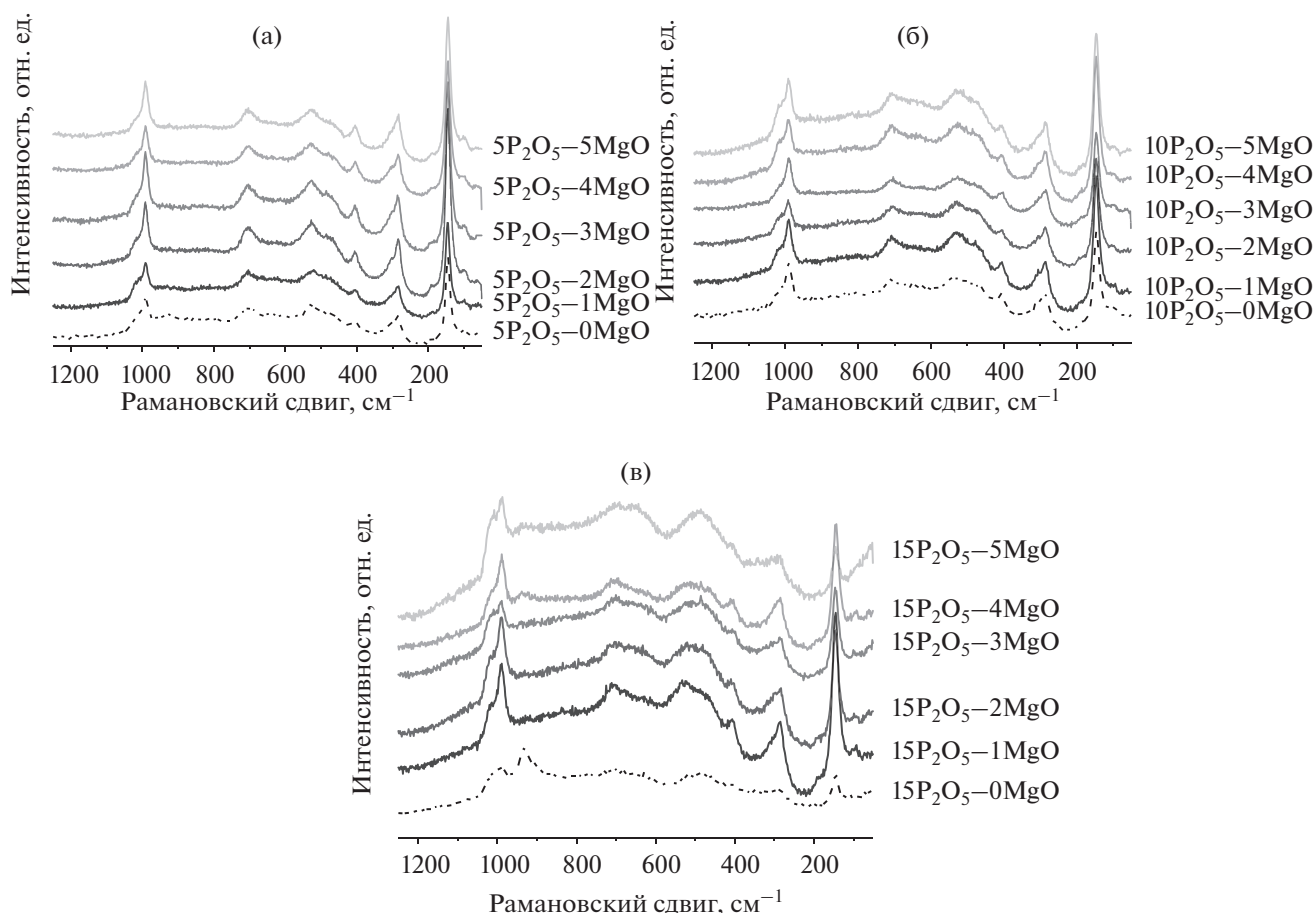 (а)
Интенсивность, отн. ед.
5P₂O₅–5MgO
5P₂O₅–4MgO
5P₂O₅–3MgO
5P₂O₅–2MgO
5P₂O₅–1MgO
5P₂O₅–0MgO
1200 1000 800 600 400 200
Рамановский сдвиг, см⁻¹
(б)
Интенсивность, отн. ед.
10P₂O₅–5MgO
10P₂O₅–4MgO
10P₂O₅–3MgO
10P₂O₅–2MgO
10P₂O₅–1MgO
10P₂O₅–0MgO
1200 1000 800 600 400 200
Рамановский сдвиг, см⁻¹
(в)
Интенсивность, отн. ед.
15P₂O₅–5MgO
15P₂O₅–4MgO
15P₂O₅–3MgO
15P₂O₅–2MgO
15P₂O₅–1MgO
15P₂O₅–0MgO
1200 1000 800 600 400 200
Рамановский сдвиг, см⁻¹